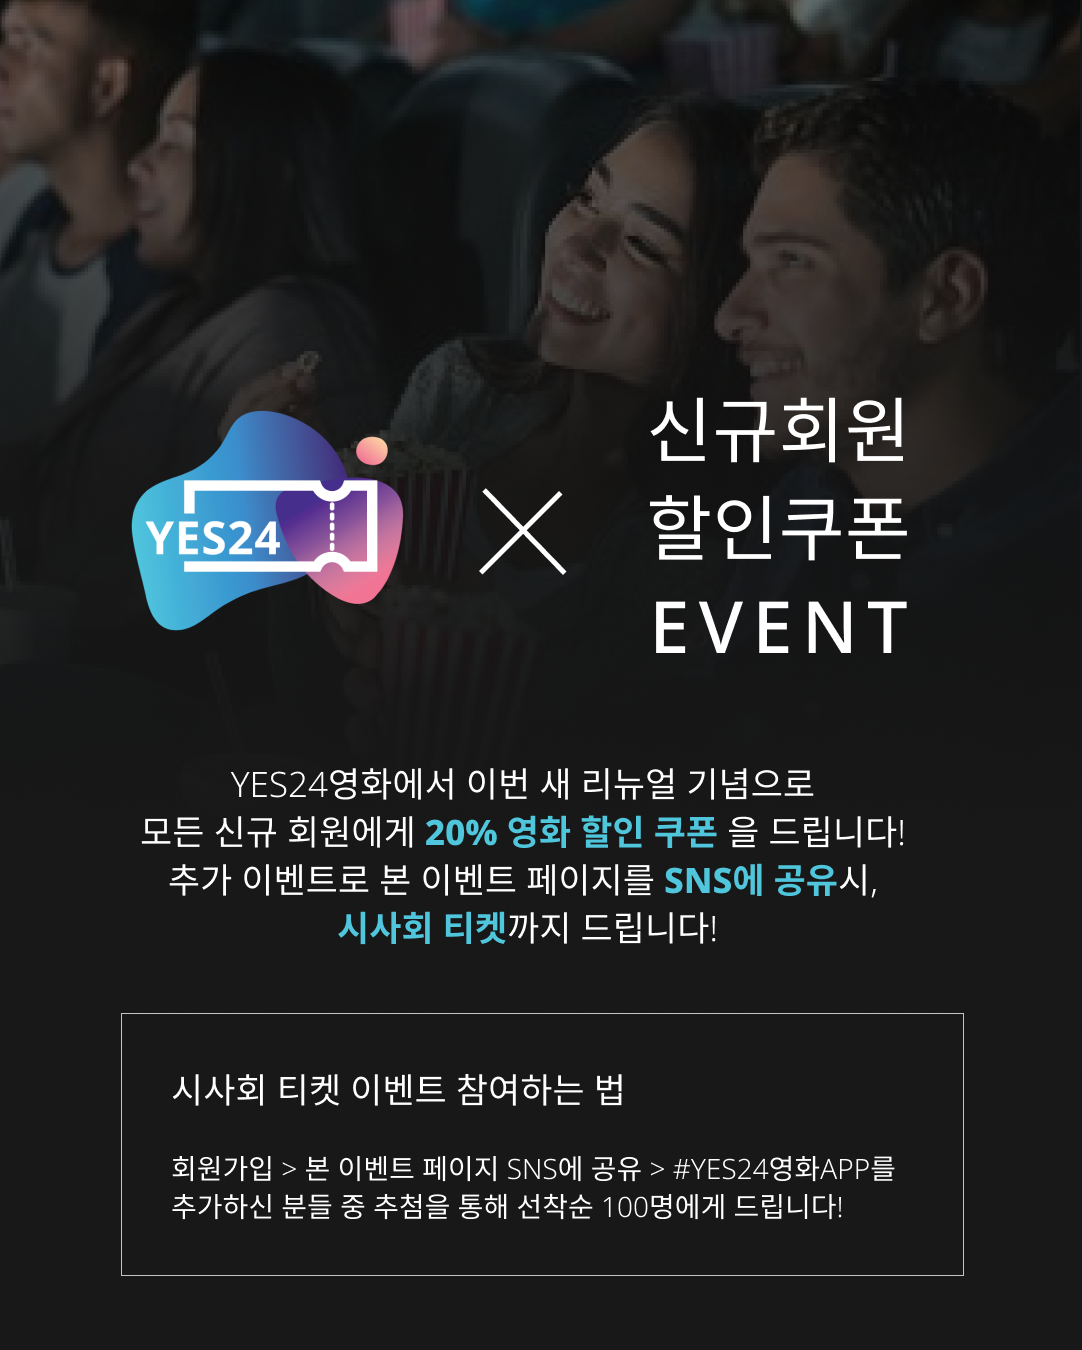 YES24
신규회원
할인쿠폰
EVENT
YES24영화에서 이번 새 리뉴얼 기념으로
모든 신규 회원에게 20% 영화 할인 쿠폰 을 드립니다!
추가 이벤트로 본 이벤트 페이지를 SNS에 공유시,
시사회 티켓까지 드립니다!
시사회 티켓 이벤트 참여하는 법
회원가입 > 본 이벤트 페이지 SNS에 공유 > #YES24영화APP를
추가하신 분들 중 추첨을 통해 선착순 100명에게 드립니다!